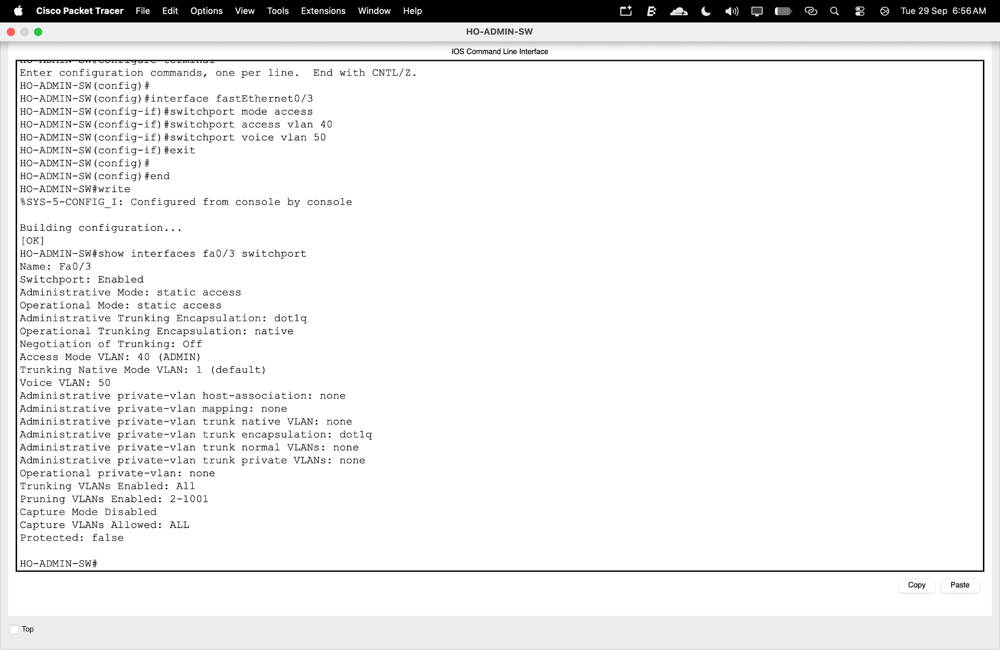 Cisco Packet Tracer File Edit Options View Tools Extensions Window Help Tue 29 Sep 6:56 AM
HO-ADMIN-SW
IOS Command Line Interface
HO-ADMIN-SW#configure terminal
Enter configuration commands, one per line.  End with CNTL/Z.
HO-ADMIN-SW(config)#
HO-ADMIN-SW(config)#interface fastEthernet0/3
HO-ADMIN-SW(config-if)#switchport mode access
HO-ADMIN-SW(config-if)#switchport access vlan 40
HO-ADMIN-SW(config-if)#switchport voice vlan 50
HO-ADMIN-SW(config-if)#exit
HO-ADMIN-SW(config)#
HO-ADMIN-SW(config)#end
HO-ADMIN-SW#write
%SYS-5-CONFIG_I: Configured from console by console
Building configuration...
[OK]
HO-ADMIN-SW#show interfaces fa0/3 switchport
Name: Fa0/3
Switchport: Enabled
Administrative Mode: static access
Operational Mode: static access
Administrative Trunking Encapsulation: dot1q
Operational Trunking Encapsulation: native
Negotiation of Trunking: Off
Access Mode VLAN: 40 (ADMIN)
Trunking Native Mode VLAN: 1 (default)
Voice VLAN: 50
Administrative private-vlan host-association: none
Administrative private-vlan mapping: none
Administrative private-vlan trunk native VLAN: none
Administrative private-vlan trunk encapsulation: dot1q
Administrative private-vlan trunk normal VLANs: none
Administrative private-vlan trunk private VLANs: none
Operational private-vlan: none
Trunking VLANs Enabled: All
Pruning VLANs Enabled: 2-1001
Capture Mode Disabled
Capture VLANs Allowed: ALL
Protected: false
HO-ADMIN-SW#
Copy Paste
Top